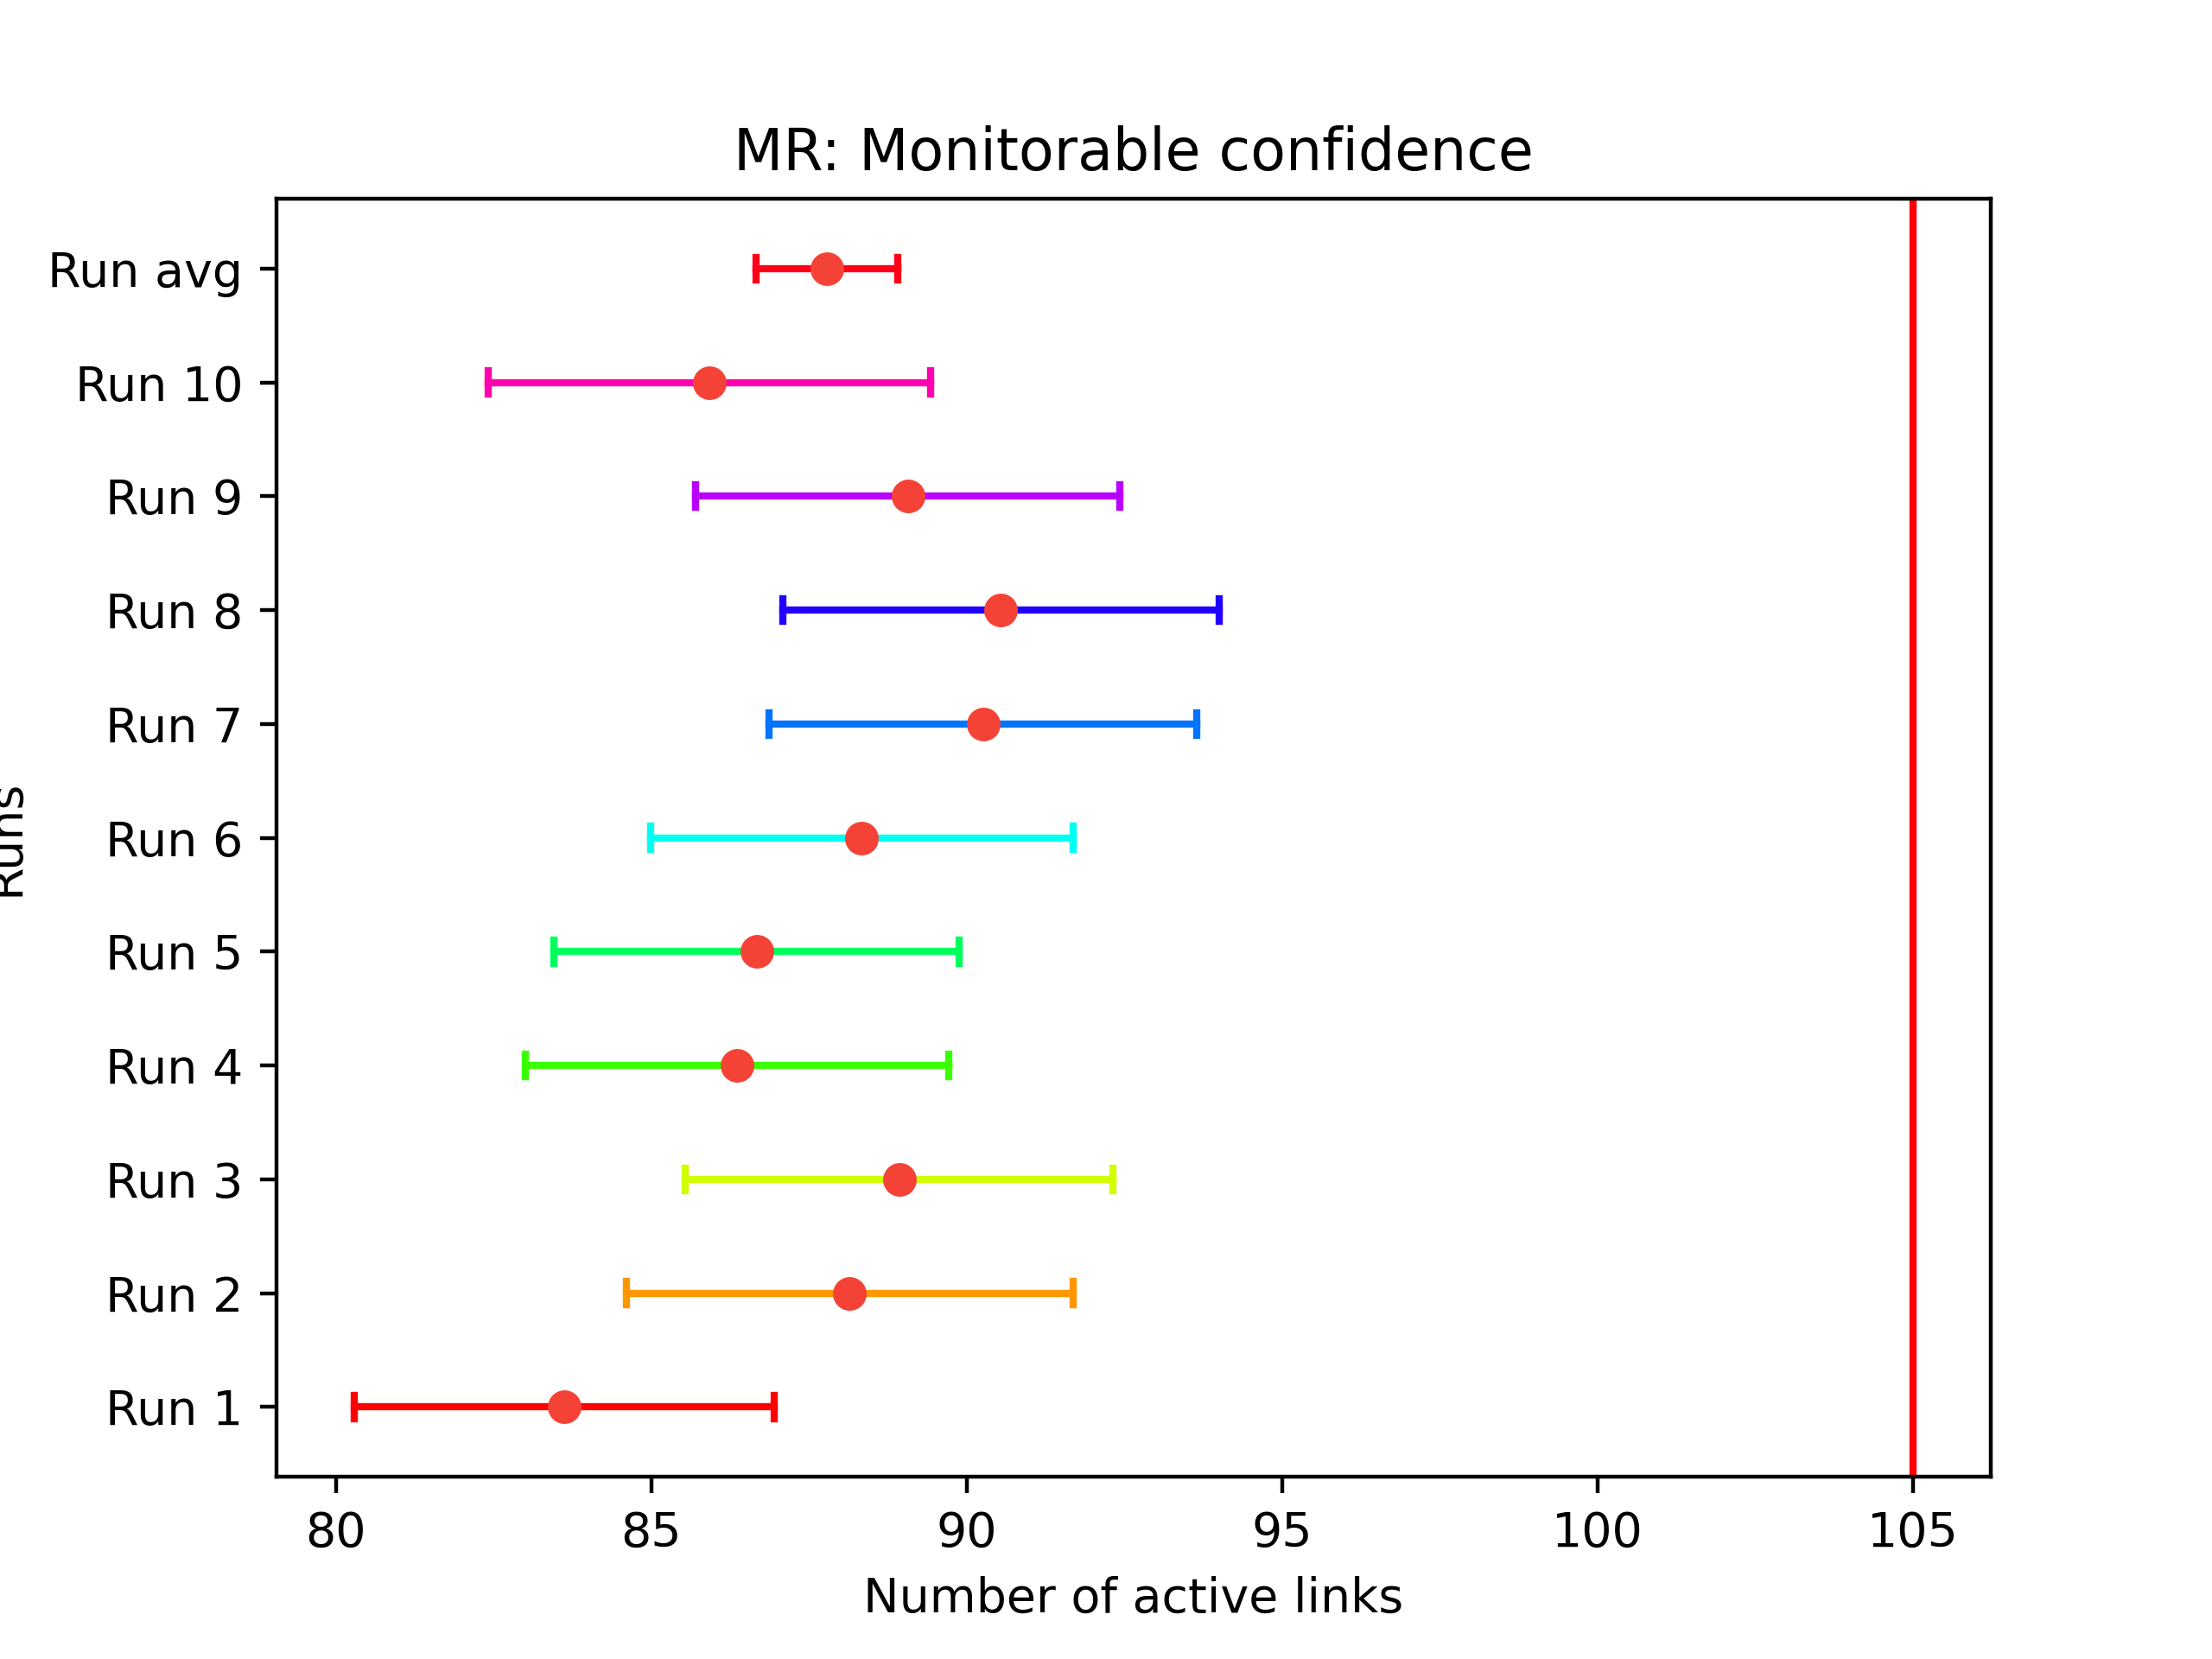 MR: Monitorable confidence
Run avg
Run 10
Run 9
Run 8
Run 7
Run 6
Run 5
Run 4
Run 3
Run 2
Run 1
Runs
80 85 90 95 100 105
Number of active links